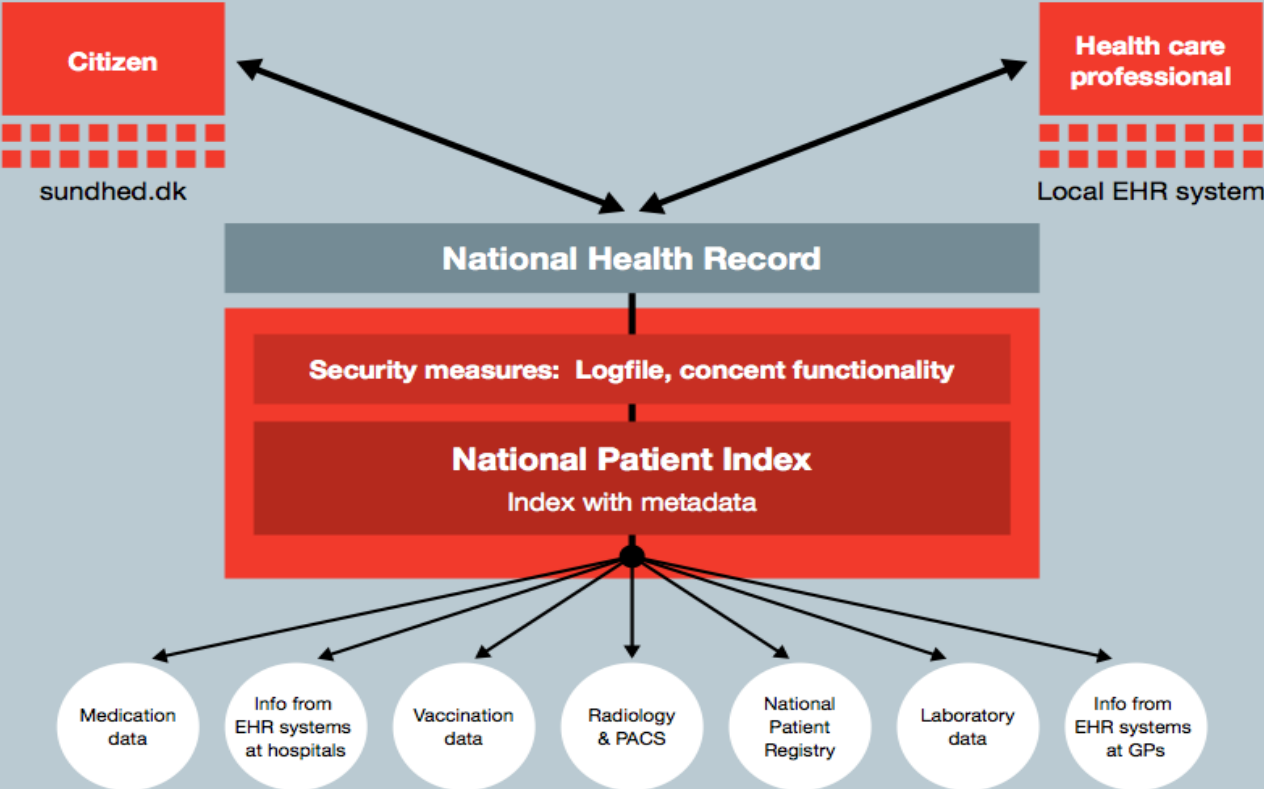 Citizen
Health care
professional
sundhed.dk
Local EHR system
National Health Record
Security measures: Logfile, concent functionality
National Patient Index
Index with metadata
Medication
data
Info from
EHR systems
at hospitals
Vaccination
data
Radiology
& PACS
National
Patient
Registry
Laboratory
data
Info from
EHR systems
at GPs